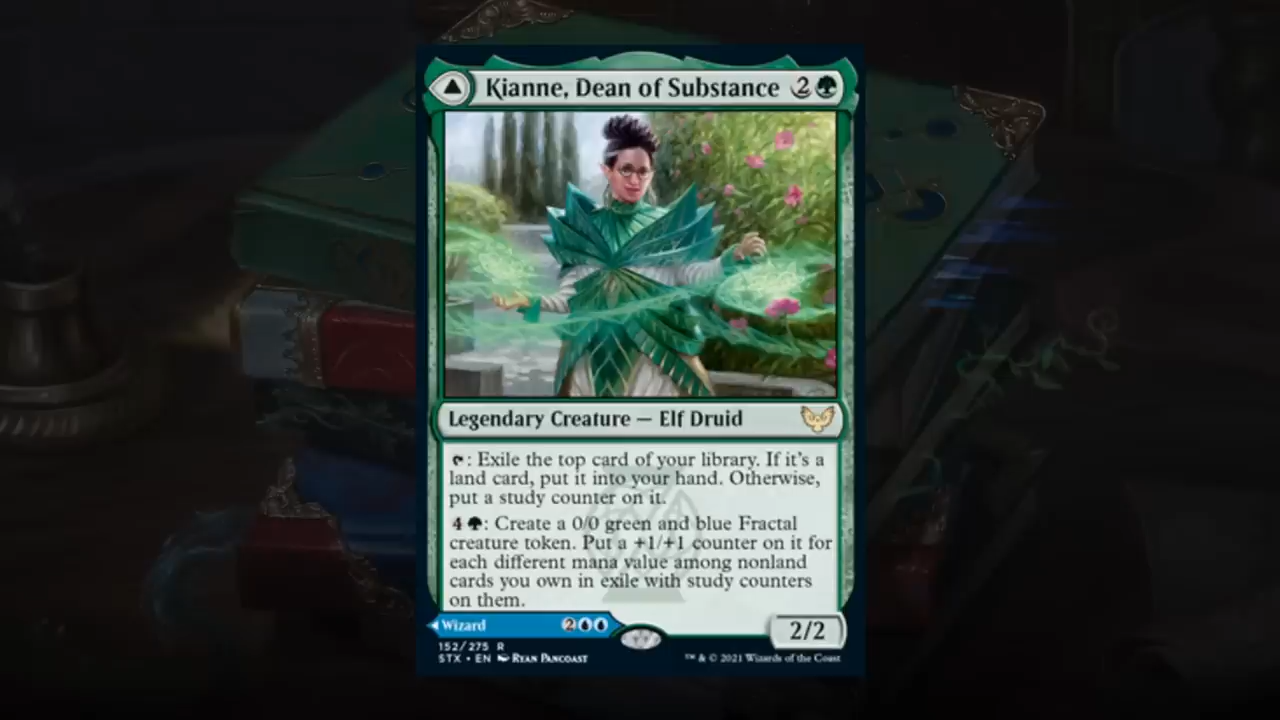 Kianne, Dean of Substance 2
Legendary Creature — Elf Druid
: Exile the top card of your library. If it's a
land card, put it into your hand. Otherwise,
put a study counter on it.
4 : Create a 0/0 green and blue Fractal
creature token. Put a +1/+1 counter on it for
each different mana value among nonland
cards you own in exile with study counters
on them.
Wizard 2
2/2
152/275 R
STX • EN Ryan Pancoast
™ & © 2021 Wizards of the Coast